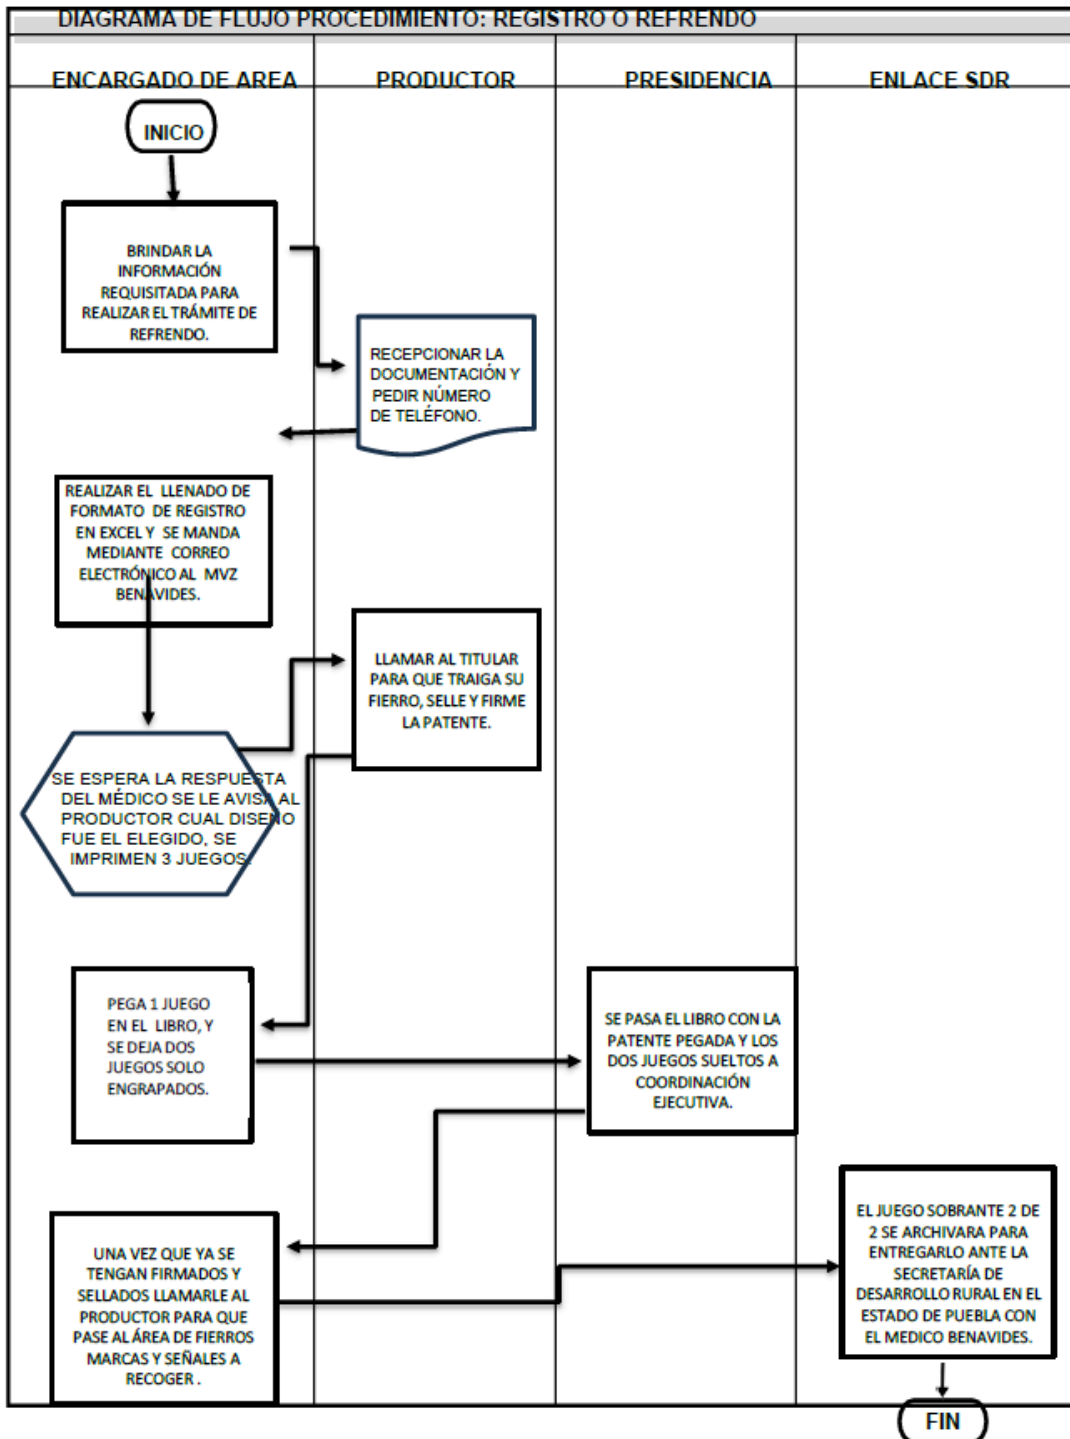 DIAGRAMA DE FLUJO PROCEDIMIENTO: REGISTRO O REFRENDO
ENCARGADO DE AREA
PRODUCTOR
PRESIDENCIA
ENLACE SDR
INICIO
BRINDAR LA
INFORMACIÓN
REQUISITADA PARA
REALIZAR EL TRÁMITE DE
REFRENDO.
RECEPCIONAR LA
DOCUMENTACIÓN Y
PEDIR NÚMERO
DE TELÉFONO.
REALIZAR EL LLENADO DE
FORMATO DE REGISTRO
EN EXCEL Y SE MANDA
MEDIANTE CORREO
ELECTRÓNICO AL MVZ
BENAVIDES.
LLAMAR AL TITULAR
PARA QUE TRAIGA SU
FIERRO, SELLE Y FIRME
LA PATENTE.
SE ESPERA LA RESPUESTA
DEL MÉDICO SE LE AVISA AL
PRODUCTOR CUAL DISEÑO
FUE EL ELEGIDO, SE
IMPRIMEN 3 JUEGOS.
PEGA 1 JUEGO
EN EL LIBRO, Y
SE DEJA DOS
JUEGOS SOLO
ENGRAPADOS.
SE PASA EL LIBRO CON LA
PATENTE PEGADA Y LOS
DOS JUEGOS SUELTOS A
COORDINACIÓN
EJECUTIVA.
UNA VEZ QUE YA SE
TENGAN FIRMADOS Y
SELLADOS LLAMARLE AL
PRODUCTOR PARA QUE
PASE AL ÁREA DE FIERROS
MARCAS Y SEÑALES A
RECOGER .
EL JUEGO SOBRANTE 2 DE
2 SE ARCHIVARA PARA
ENTREGARLO ANTE LA
SECRETARÍA DE
DESARROLLO RURAL EN EL
ESTADO DE PUEBLA CON
EL MEDICO BENAVIDES.
FIN